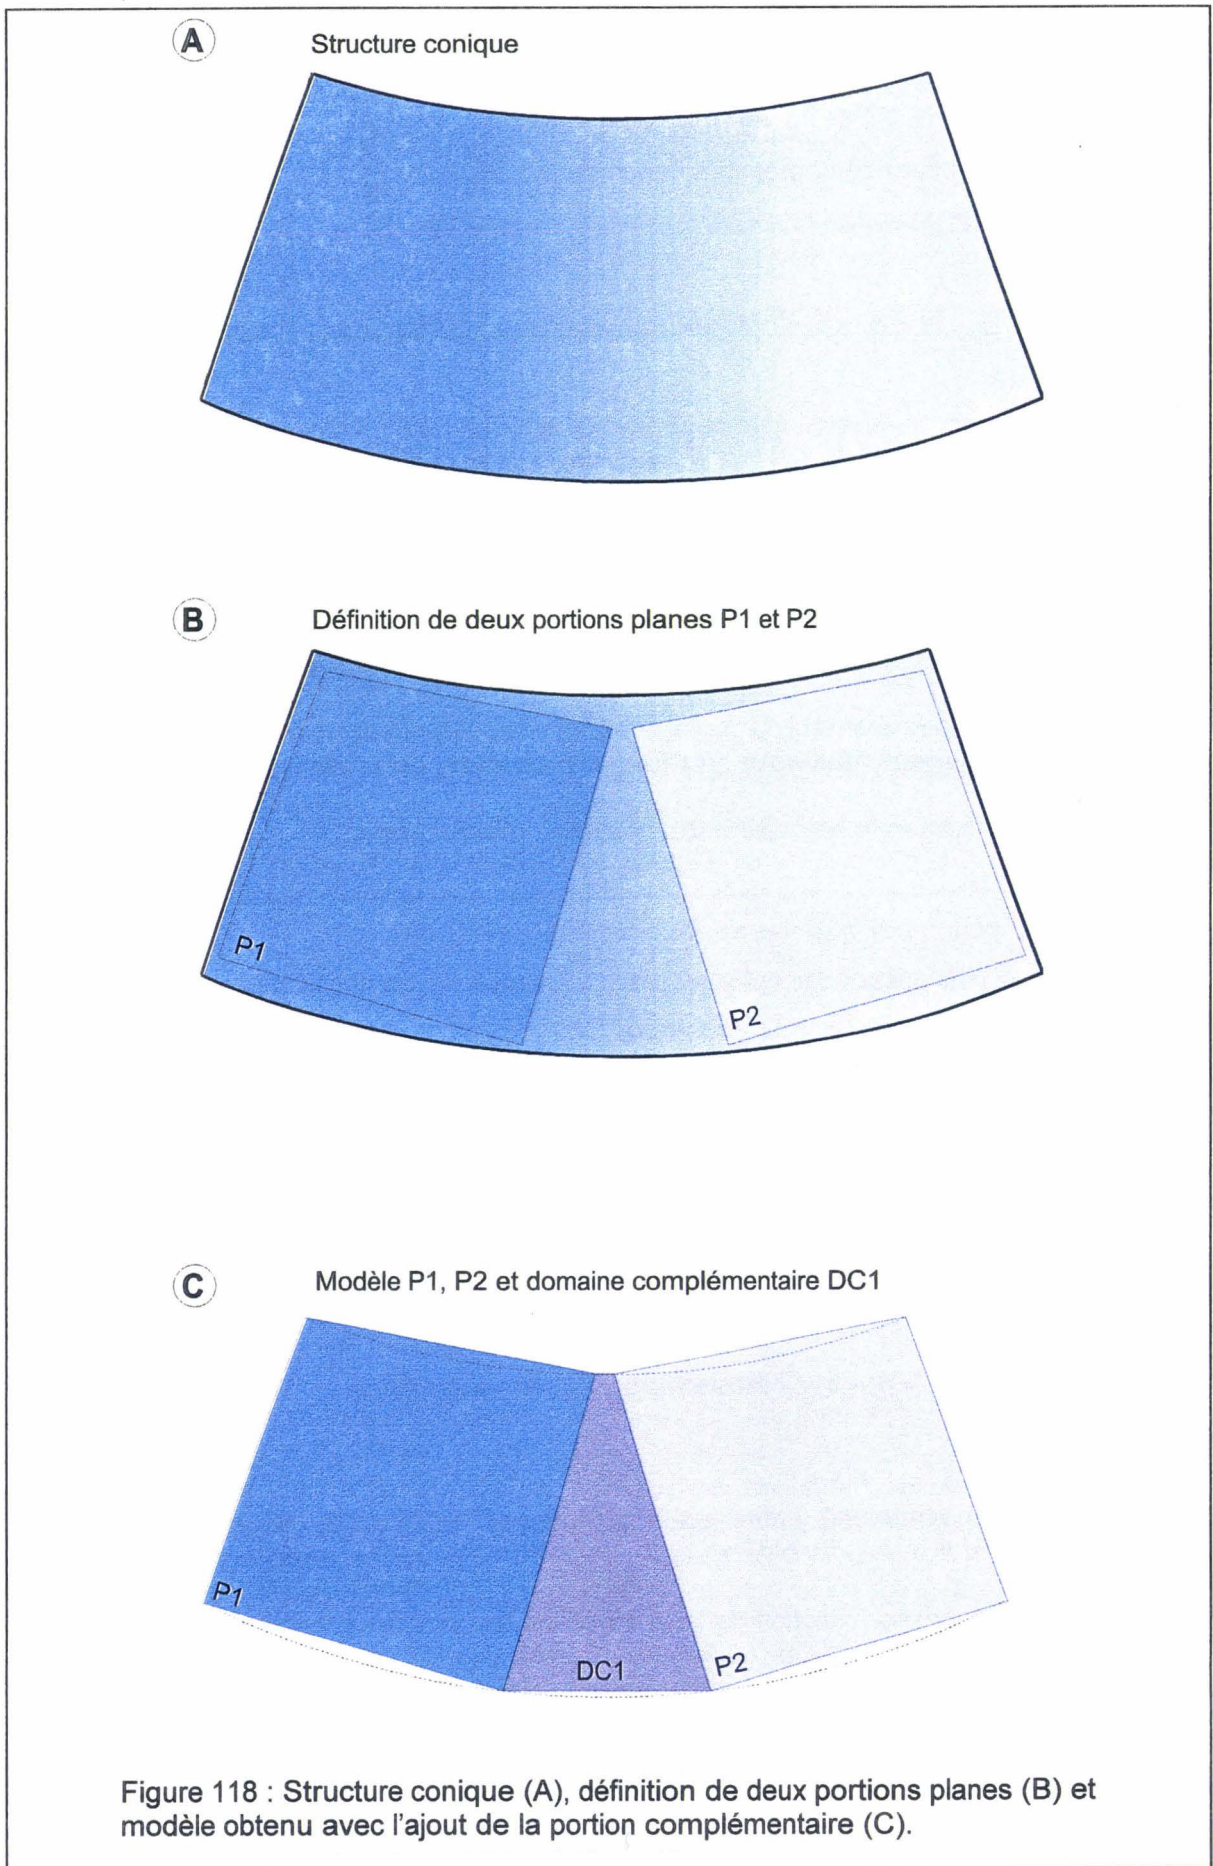 A Structure conique
B Définition de deux portions planes P1 et P2
P1
P2
C Modèle P1, P2 et domaine complémentaire DC1
P1
DC1
P2
Figure 118 : Structure conique (A), définition de deux portions planes (B) et
modèle obtenu avec l'ajout de la portion complémentaire (C).